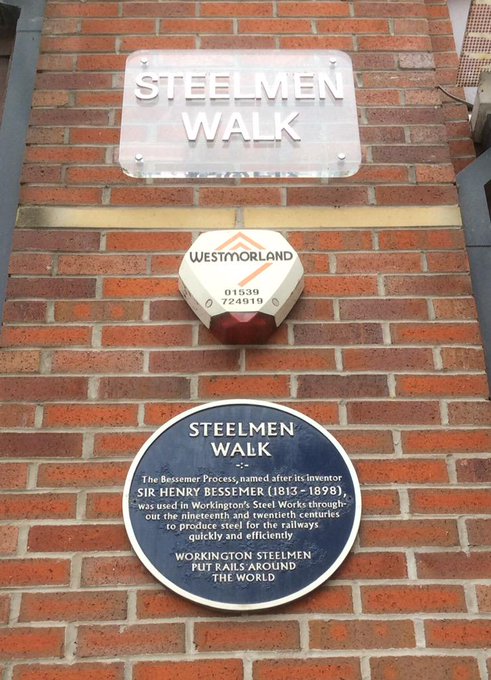 STEELMEN
WALK
WESTMORLAND
01539
724919
STEELMEN
WALK
-:-
The Bessemer Process, named after its inventor
SIR HENRY BESSEMER (1813-1898),
was used in Workington's Steel Works through-
out the nineteenth and twentieth centuries
to produce steel for the railways
quickly and efficiently
WORKINGTON STEELMEN
PUT RAILS AROUND
THE WORLD